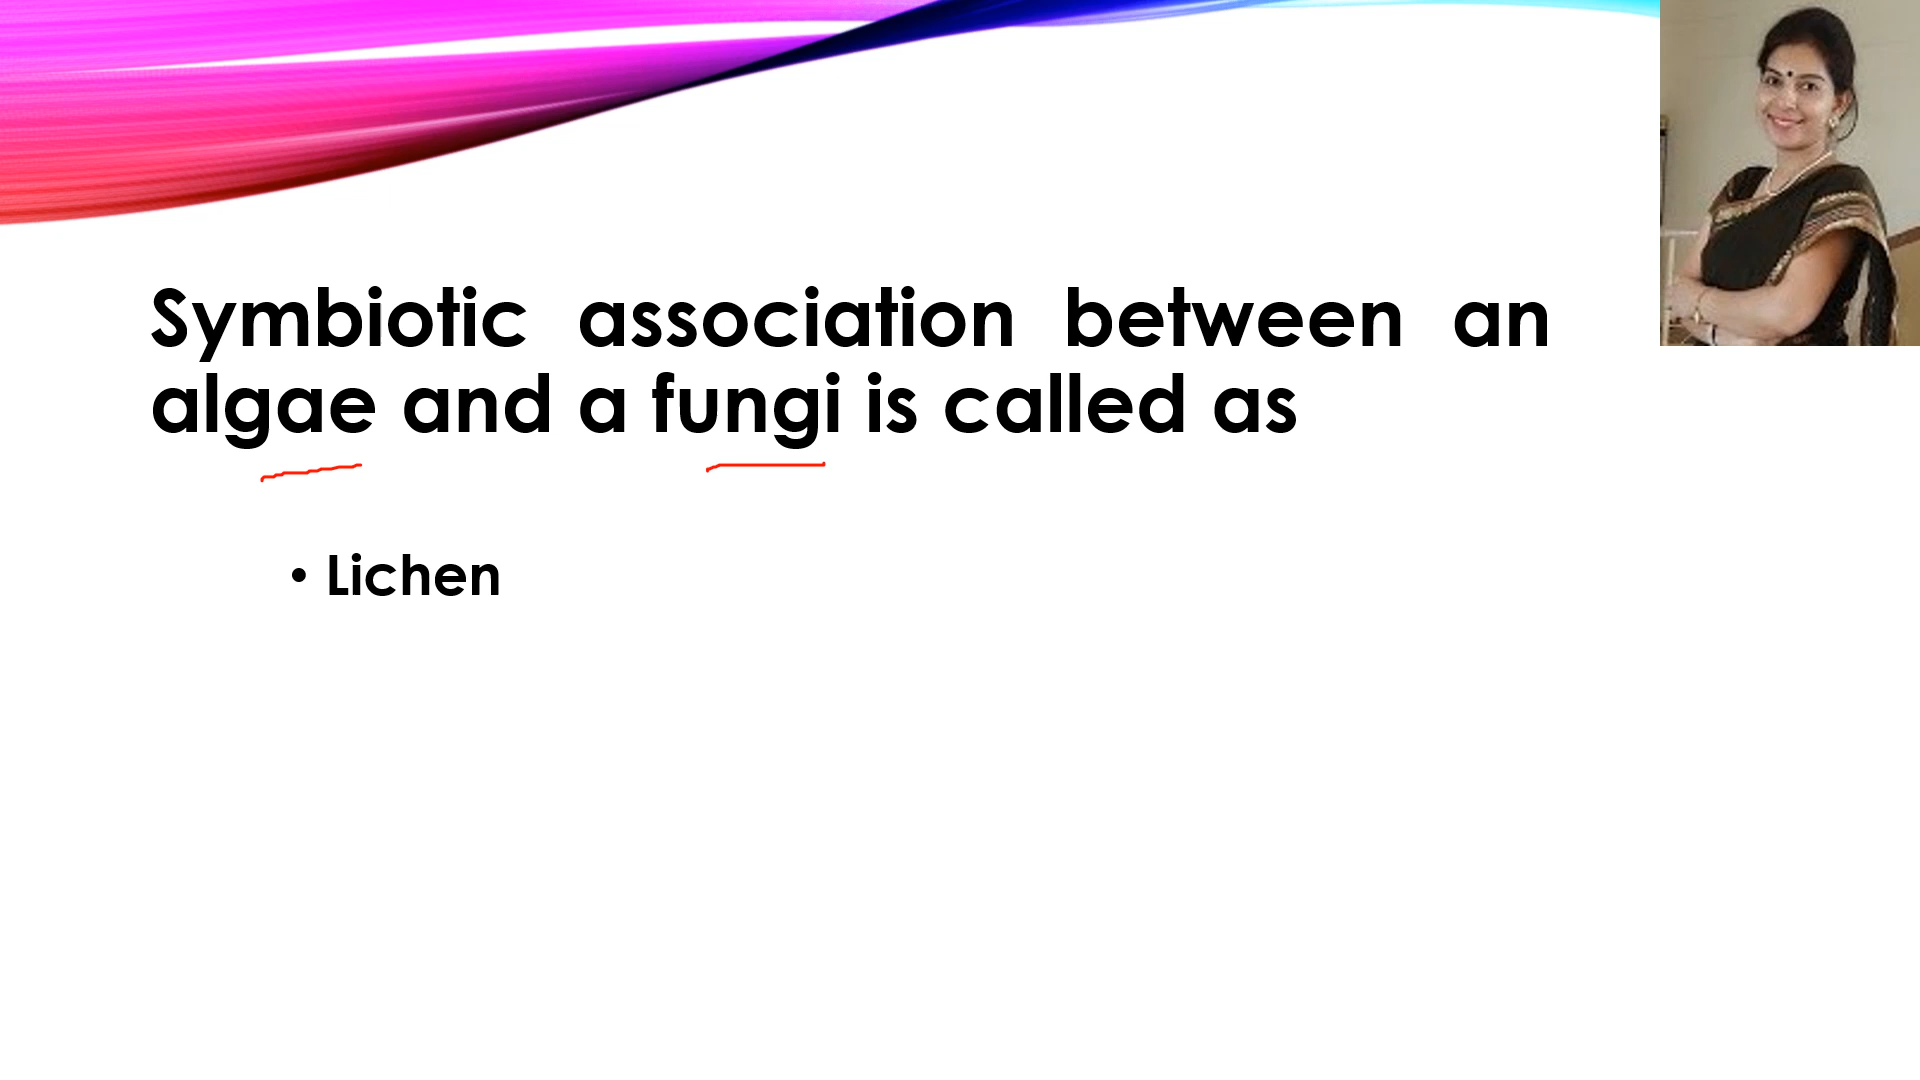 Symbiotic association between an
algae and a fungi is called as
• Lichen